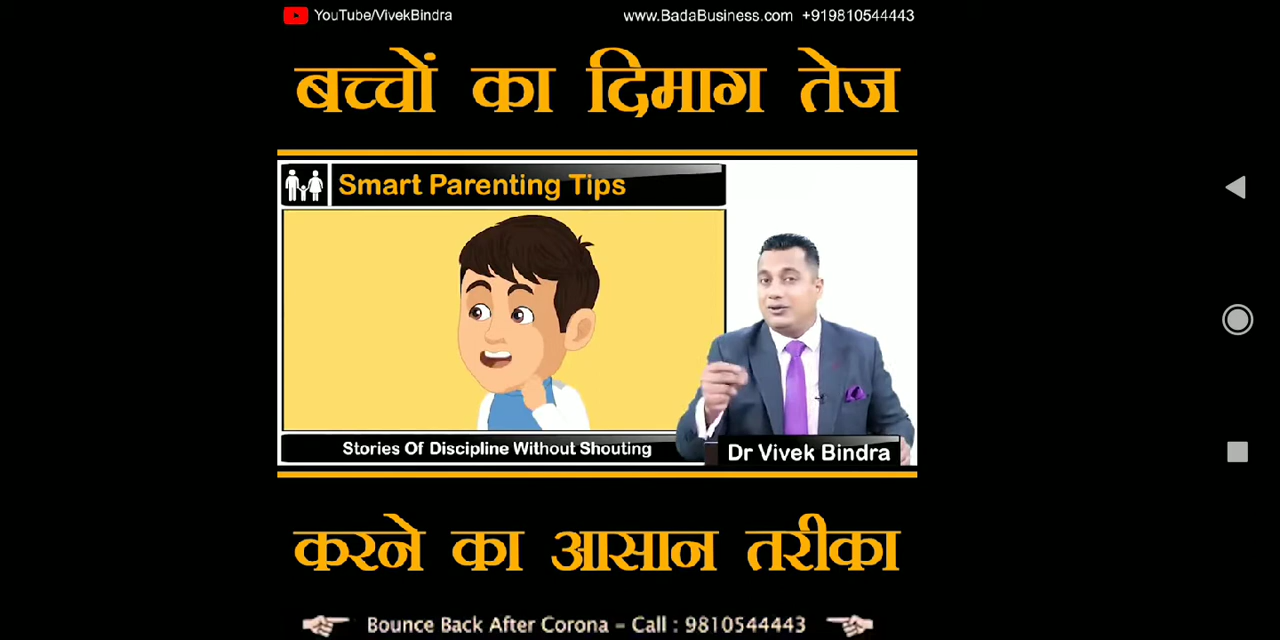 YouTube/VivekBindra
www.BadaBusiness.com +919810544443
बच्चों का दिमाग तेज
Smart Parenting Tips
Stories Of Discipline Without Shouting
Dr Vivek Bindra
करने का आसान तरीका
Bounce Back After Corona - Call : 9810544443